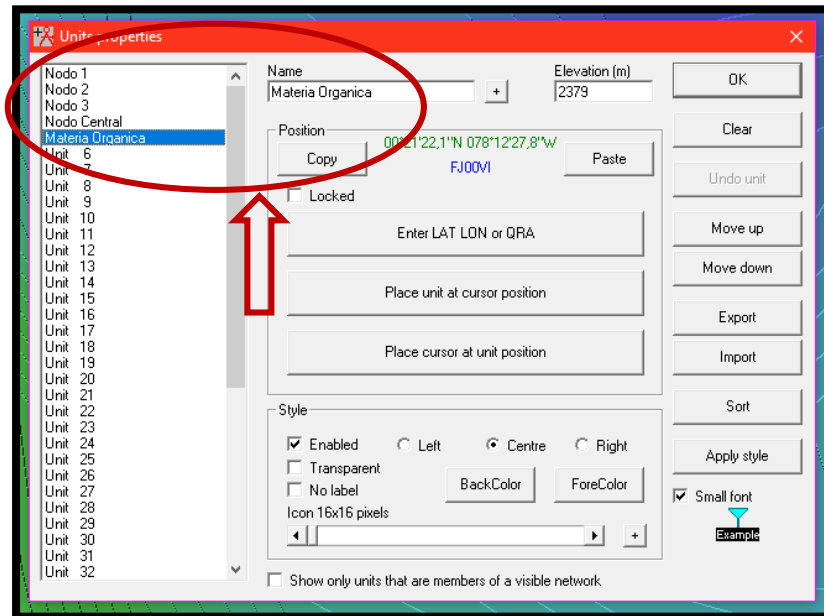 Units properties
Nodo 1
Nodo 2
Nodo 3
Nodo Central
Materia Organica
Unit 6
Unit 7
Unit 8
Unit 9
Unit 10
Unit 11
Unit 12
Unit 13
Unit 14
Unit 15
Unit 16
Unit 17
Unit 18
Unit 19
Unit 20
Unit 21
Unit 22
Unit 23
Unit 24
Unit 25
Unit 26
Unit 27
Unit 28
Unit 29
Unit 30
Unit 31
Unit 32
Name
Materia Organica
+
Elevation (m)
2379
Position
Copy
00°21'22,1"N 078°12'27,8"W
FJ00VI
Paste
Locked
Enter LAT LON or QRA
Place unit at cursor position
Place cursor at unit position
Style
Enabled
Left
Centre
Right
Transparent
No label
BackColor
ForeColor
Icon 16x16 pixels
+
Show only units that are members of a visible network
OK
Clear
Undo unit
Move up
Move down
Export
Import
Sort
Apply style
Small font
Example